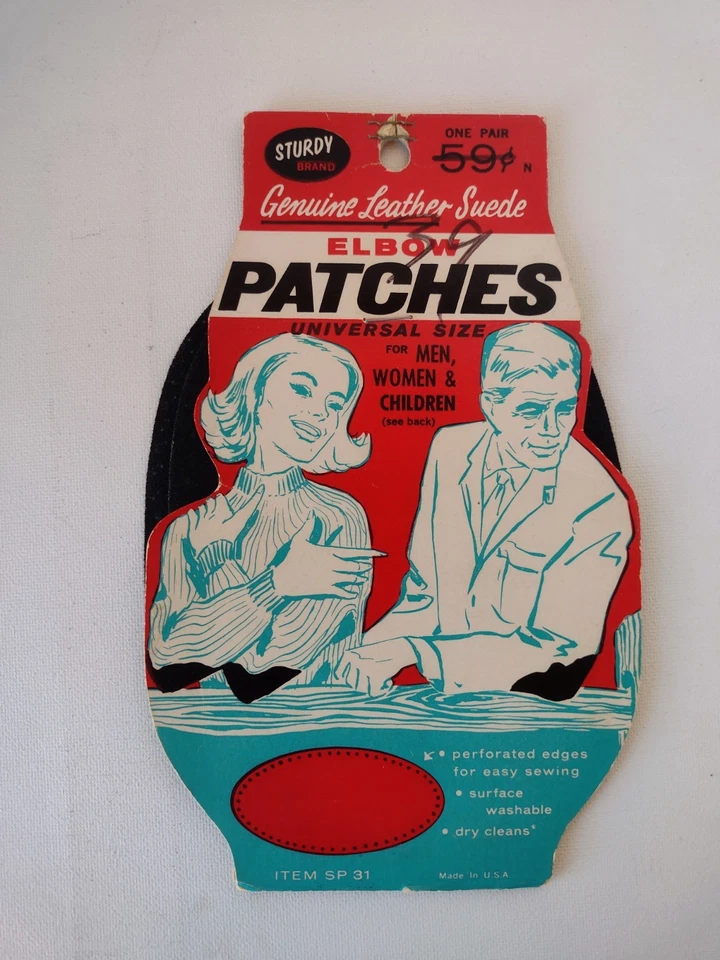 STURDY
BRAND
ONE PAIR
59¢ N
Genuine Leather Suede
39
ELBOW
PATCHES
UNIVERSAL SIZE
FOR MEN,
WOMEN &
CHILDREN
(see back)
• perforated edges
for easy sewing
• surface
washable
• dry cleans*
ITEM SP 31
Made In U.S.A.